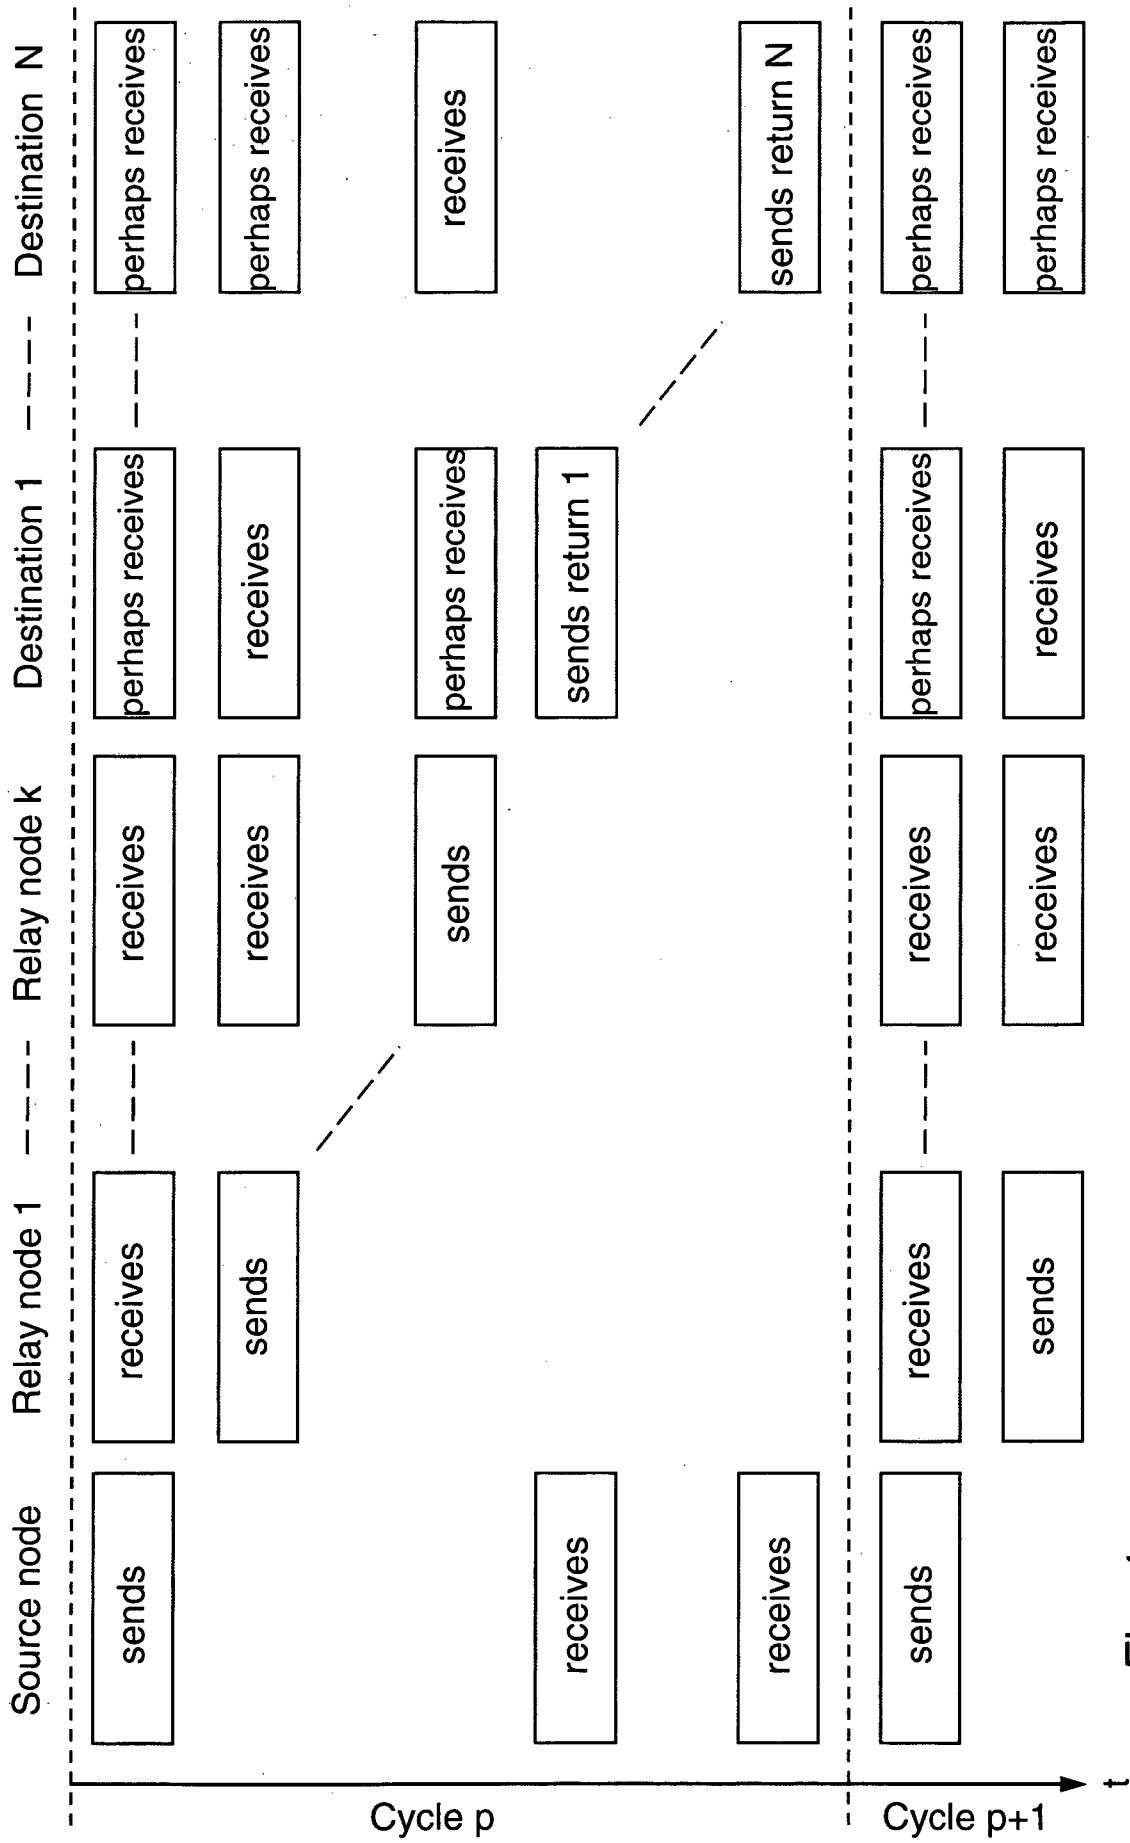 Source node
Relay node 1
Relay node k
Destination 1
Destination N
Cycle p
sends
receives
receives
perhaps receives
perhaps receives
sends
receives
receives
perhaps receives
sends
perhaps receives
receives
receives
sends return 1
receives
sends return N
Cycle p+1
sends
receives
receives
perhaps receives
perhaps receives
sends
receives
receives
perhaps receives
t